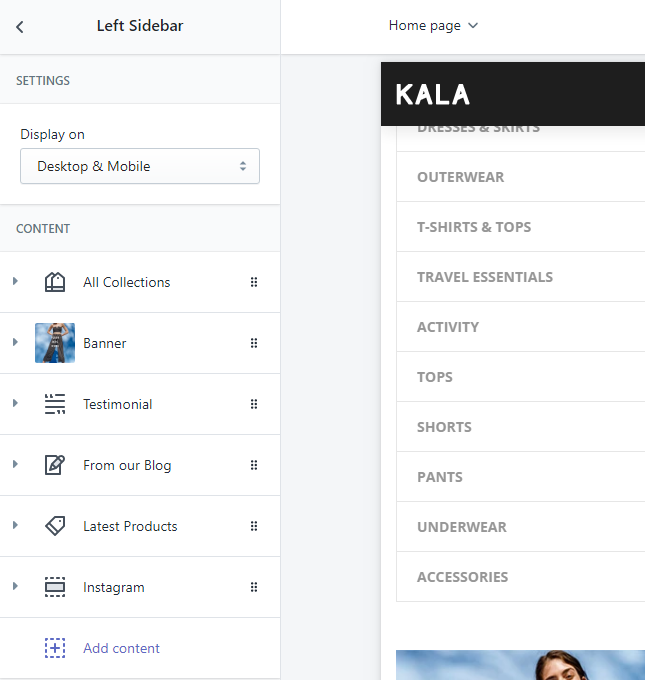 Left Sidebar
SETTINGS
Display on
Desktop & Mobile
CONTENT
All Collections
Banner
Testimonial
From our Blog
Latest Products
Instagram
Add content
Home page
KALA
DRESSES & SKIRTS
OUTERWEAR
T-SHIRTS & TOPS
TRAVEL ESSENTIALS
ACTIVITY
TOPS
SHORTS
PANTS
UNDERWEAR
ACCESSORIES